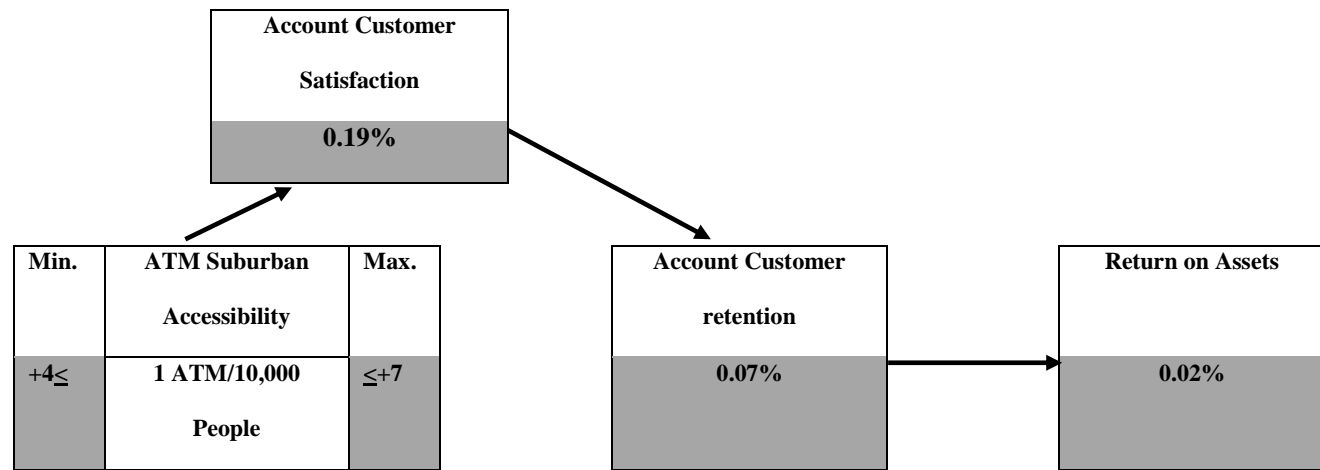 Account Customer
Satisfaction
0.19%
Min.
ATM Suburban
Accessibility
Max.
+4≤
1 ATM/10,000
People
≤+7
Account Customer
retention
0.07%
Return on Assets
0.02%